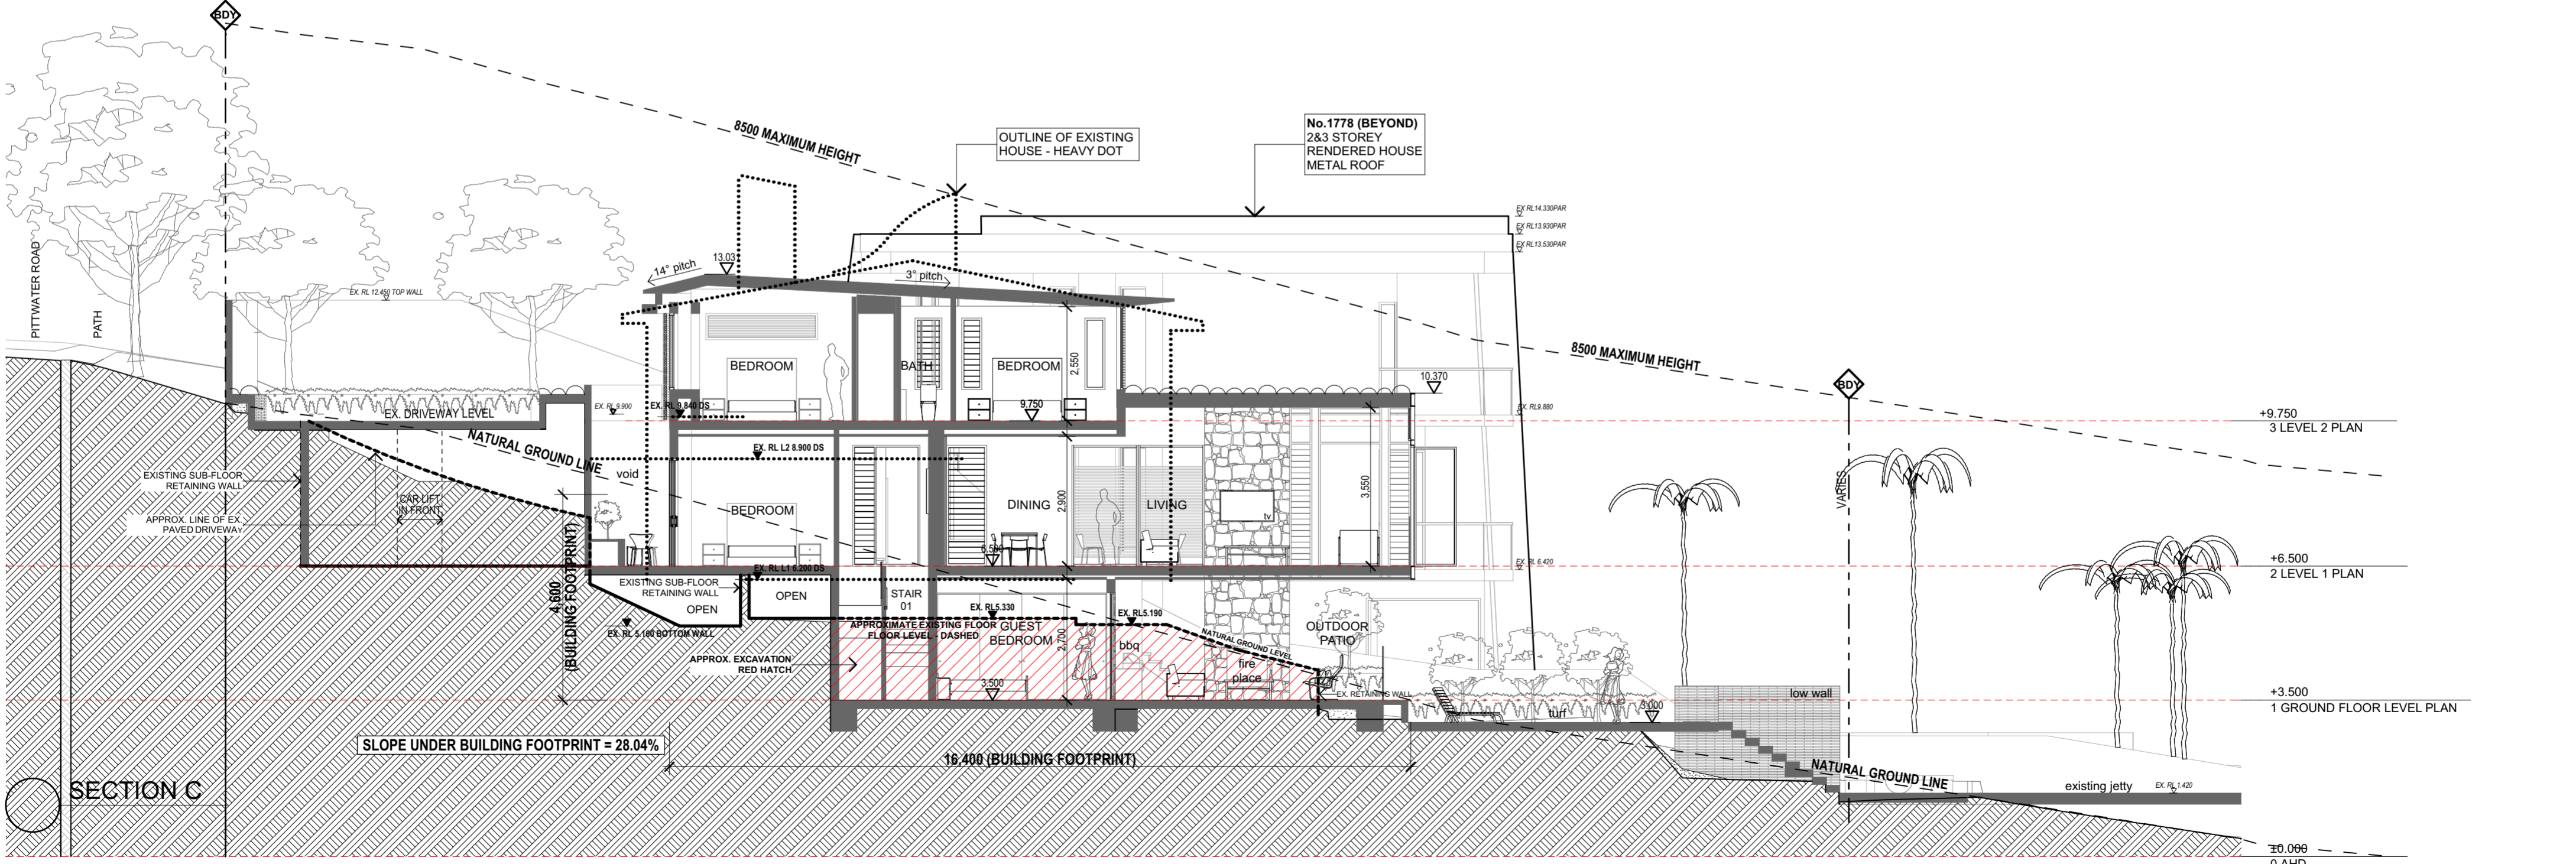 BDY
8500 MAXIMUM HEIGHT
OUTLINE OF EXISTING
HOUSE - HEAVY DOT
No.1778 (BEYOND)
2&3 STOREY
RENDERED HOUSE
METAL ROOF
EX RL14.330PAR
EX RL13.930PAR
EX RL13.530PAR
PITTWATER ROAD
PATH
EX. RL 12.450 TOP WALL
14° pitch
13.03
3° pitch
8500 MAXIMUM HEIGHT
BDY
BEDROOM
BATH
BEDROOM
2,550
10.370
EX. DRIVEWAY LEVEL
EX. RL 9.900
EX. RL 9.840 DS
9.750
EX. RL9.880
+9.750
3 LEVEL 2 PLAN
NATURAL GROUND LINE
void
EX. RL L2 8.900 DS
EXISTING SUB-FLOOR
RETAINING WALL
CAR LIFT
IN FRONT
APPROX. LINE OF EX.
PAVED DRIVEWAY
BEDROOM
DINING
2,900
LIVING
tv
3,550
VARIES
6.500
EX. RL 6.420
+6.500
2 LEVEL 1 PLAN
EX. RL L1 6.200 DS
EXISTING SUB-FLOOR
RETAINING WALL
OPEN
OPEN
STAIR
01
4,600
(BUILDING FOOTPRINT)
EX. RL 5.160 BOTTOM WALL
EX. RL5.330
EX. RL5.190
APPROXIMATE EXISTING FLOOR
FLOOR LEVEL - DASHED
GUEST
BEDROOM
2,700
bbq
NATURAL GROUND LEVEL
OUTDOOR
PATIO
APPROX. EXCAVATION
RED HATCH
fire
place
3.500
EX. RETAINING WALL
turf
3.000
low wall
+3.500
1 GROUND FLOOR LEVEL PLAN
SLOPE UNDER BUILDING FOOTPRINT = 28.04%
16,400 (BUILDING FOOTPRINT)
NATURAL GROUND LINE
existing jetty
EX. RL 1.420
SECTION C
±0.000
0 AHD